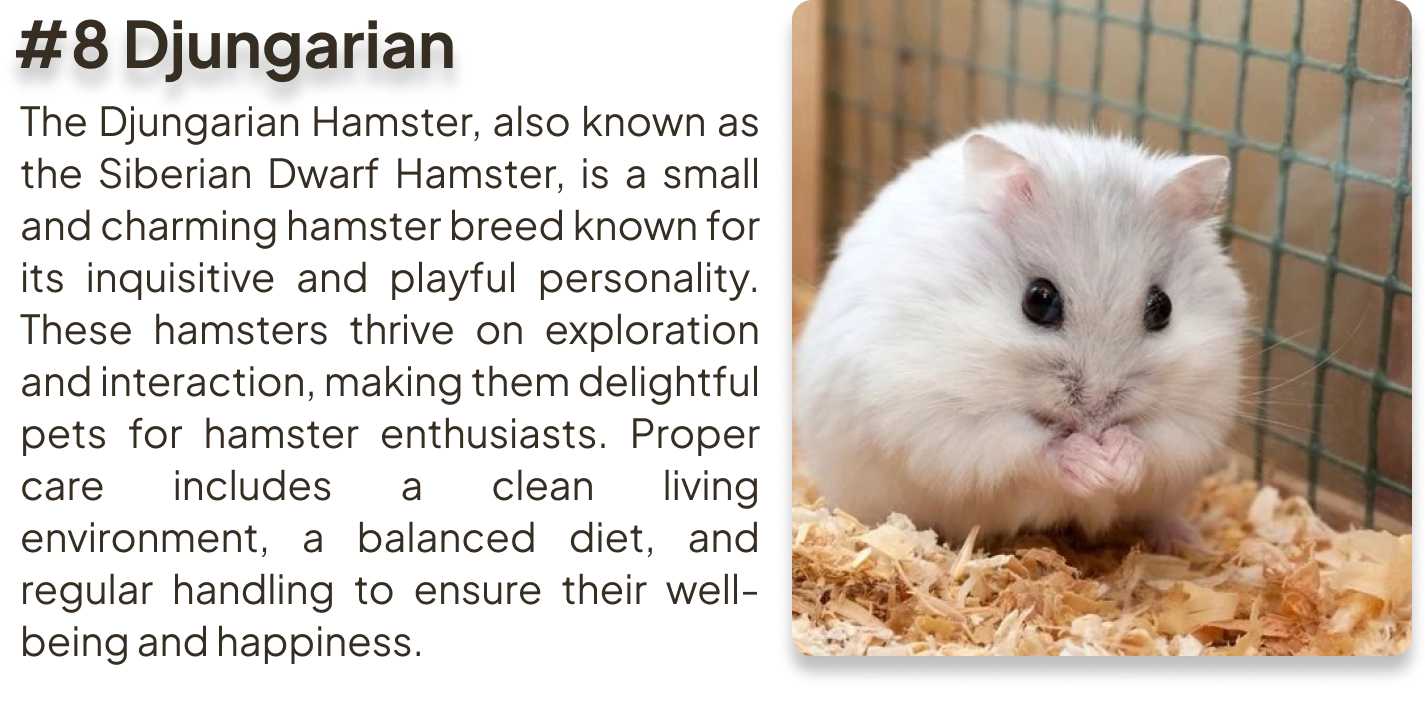 #8 Djungarian
The Djungarian Hamster, also known as
the Siberian Dwarf Hamster, is a small
and charming hamster breed known for
its inquisitive and playful personality.
These hamsters thrive on exploration
and interaction, making them delightful
pets for hamster enthusiasts. Proper
care includes a clean living
environment, a balanced diet, and
regular handling to ensure their well-
being and happiness.